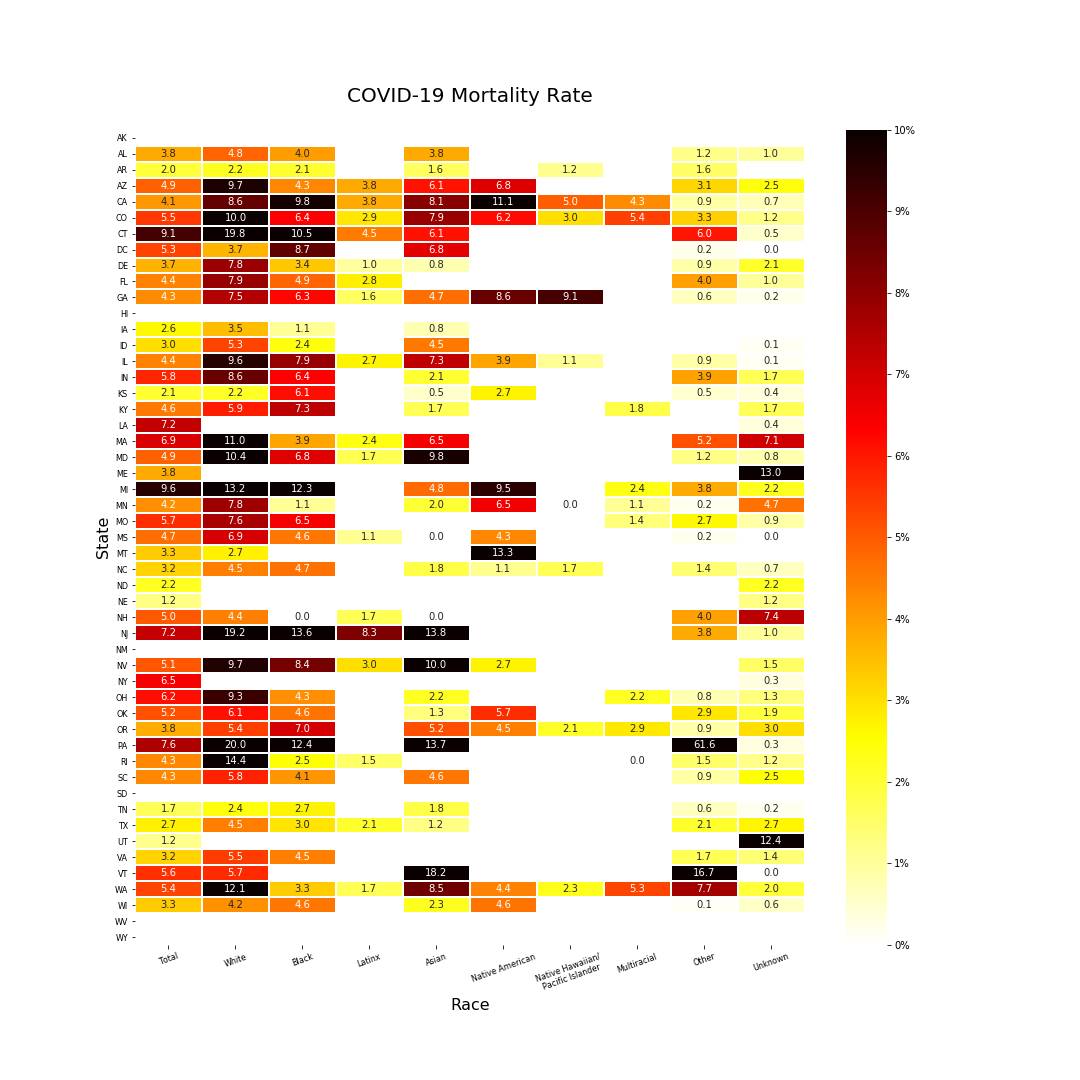 COVID-19 Mortality Rate
AK
AL 3.8 4.8 4.0 3.8 1.2 1.0
AR 2.0 2.2 2.1 1.6 1.2 1.6
AZ 4.9 9.7 4.3 3.8 6.1 6.8 3.1 2.5
CA 4.1 8.6 9.8 3.8 8.1 11.1 5.0 4.3 0.9 0.7
CO 5.5 10.0 6.4 2.9 7.9 6.2 3.0 5.4 3.3 1.2
CT 9.1 19.8 10.5 4.5 6.1 6.0 0.5
DC 5.3 3.7 8.7 6.8 0.2 0.0
DE 3.7 7.8 3.4 1.0 0.8 0.9 2.1
FL 4.4 7.9 4.9 2.8 4.0 1.0
GA 4.3 7.5 6.3 1.6 4.7 8.6 9.1 0.6 0.2
HI
IA 2.6 3.5 1.1 0.8
ID 3.0 5.3 2.4 4.5 0.1
IL 4.4 9.6 7.9 2.7 7.3 3.9 1.1 0.9 0.1
IN 5.8 8.6 6.4 2.1 3.9 1.7
KS 2.1 2.2 6.1 0.5 2.7 0.5 0.4
KY 4.6 5.9 7.3 1.7 1.8 1.7
LA 7.2 0.4
MA 6.9 11.0 3.9 2.4 6.5 5.2 7.1
MD 4.9 10.4 6.8 1.7 9.8 1.2 0.8
ME 3.8 13.0
MI 9.6 13.2 12.3 4.8 9.5 2.4 3.8 2.2
MN 4.2 7.8 1.1 2.0 6.5 0.0 1.1 0.2 4.7
MO 5.7 7.6 6.5 1.4 2.7 0.9
MS 4.7 6.9 4.6 1.1 0.0 4.3 0.2 0.0
MT 3.3 2.7 13.3
NC 3.2 4.5 4.7 1.8 1.1 1.7 1.4 0.7
ND 2.2 2.2
NE 1.2 1.2
NH 5.0 4.4 0.0 1.7 0.0 4.0 7.4
NJ 7.2 19.2 13.6 8.3 13.8 3.8 1.0
NM
NV 5.1 9.7 8.4 3.0 10.0 2.7 1.5
NY 6.5 0.3
OH 6.2 9.3 4.3 2.2 2.2 0.8 1.3
OK 5.2 6.1 4.6 1.3 5.7 2.9 1.9
OR 3.8 5.4 7.0 5.2 4.5 2.1 2.9 0.9 3.0
PA 7.6 20.0 12.4 13.7 61.6 0.3
RI 4.3 14.4 2.5 1.5 0.0 1.5 1.2
SC 4.3 5.8 4.1 4.6 0.9 2.5
SD
TN 1.7 2.4 2.7 1.8 0.6 0.2
TX 2.7 4.5 3.0 2.1 1.2 2.1 2.7
UT 1.2 12.4
VA 3.2 5.5 4.5 1.7 1.4
VT 5.6 5.7 18.2 16.7 0.0
WA 5.4 12.1 3.3 1.7 8.5 4.4 2.3 5.3 7.7 2.0
WI 3.3 4.2 4.6 2.3 4.6 0.1 0.6
WV
WY
State
Total White Black Latinx Asian Native American Native Hawaiian/ Multiracial Other Unknown
Pacific Islander
Race
10%
9%
8%
7%
6%
5%
4%
3%
2%
1%
0%